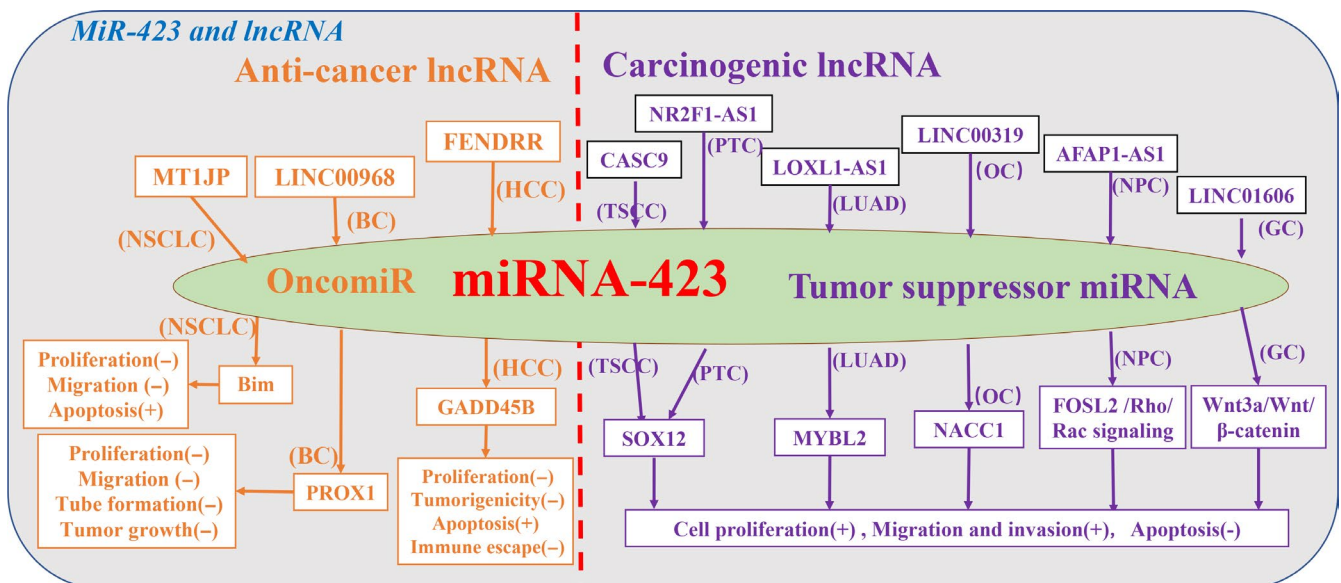 MiR-423 and lncRNA
Anti-cancer lncRNA
Carcinogenic lncRNA
MT1JP
LINC00968
FENDRR
CASC9
NR2F1-AS1
LOXL1-AS1
LINC00319
AFAP1-AS1
LINC01606
(NSCLC)
(BC)
(HCC)
(TSCC)
(PTC)
(LUAD)
(OC)
(NPC)
(GC)
OncomiR
miRNA-423
Tumor suppressor miRNA
(NSCLC)
Bim
Proliferation(–)
Migration (–)
Apoptosis(+)
(BC)
PROX1
Proliferation(–)
Migration (–)
Tube formation(–)
Tumor growth(–)
(HCC)
GADD45B
Proliferation(–)
Tumorigenicity(–)
Apoptosis(+)
Immune escape(–)
(TSCC)
(PTC)
SOX12
(LUAD)
MYBL2
(OC)
NACC1
(NPC)
FOSL2 /Rho/
Rac signaling
(GC)
Wnt3a/Wnt/
β-catenin
Cell proliferation(+) , Migration and invasion(+),  Apoptosis(-)